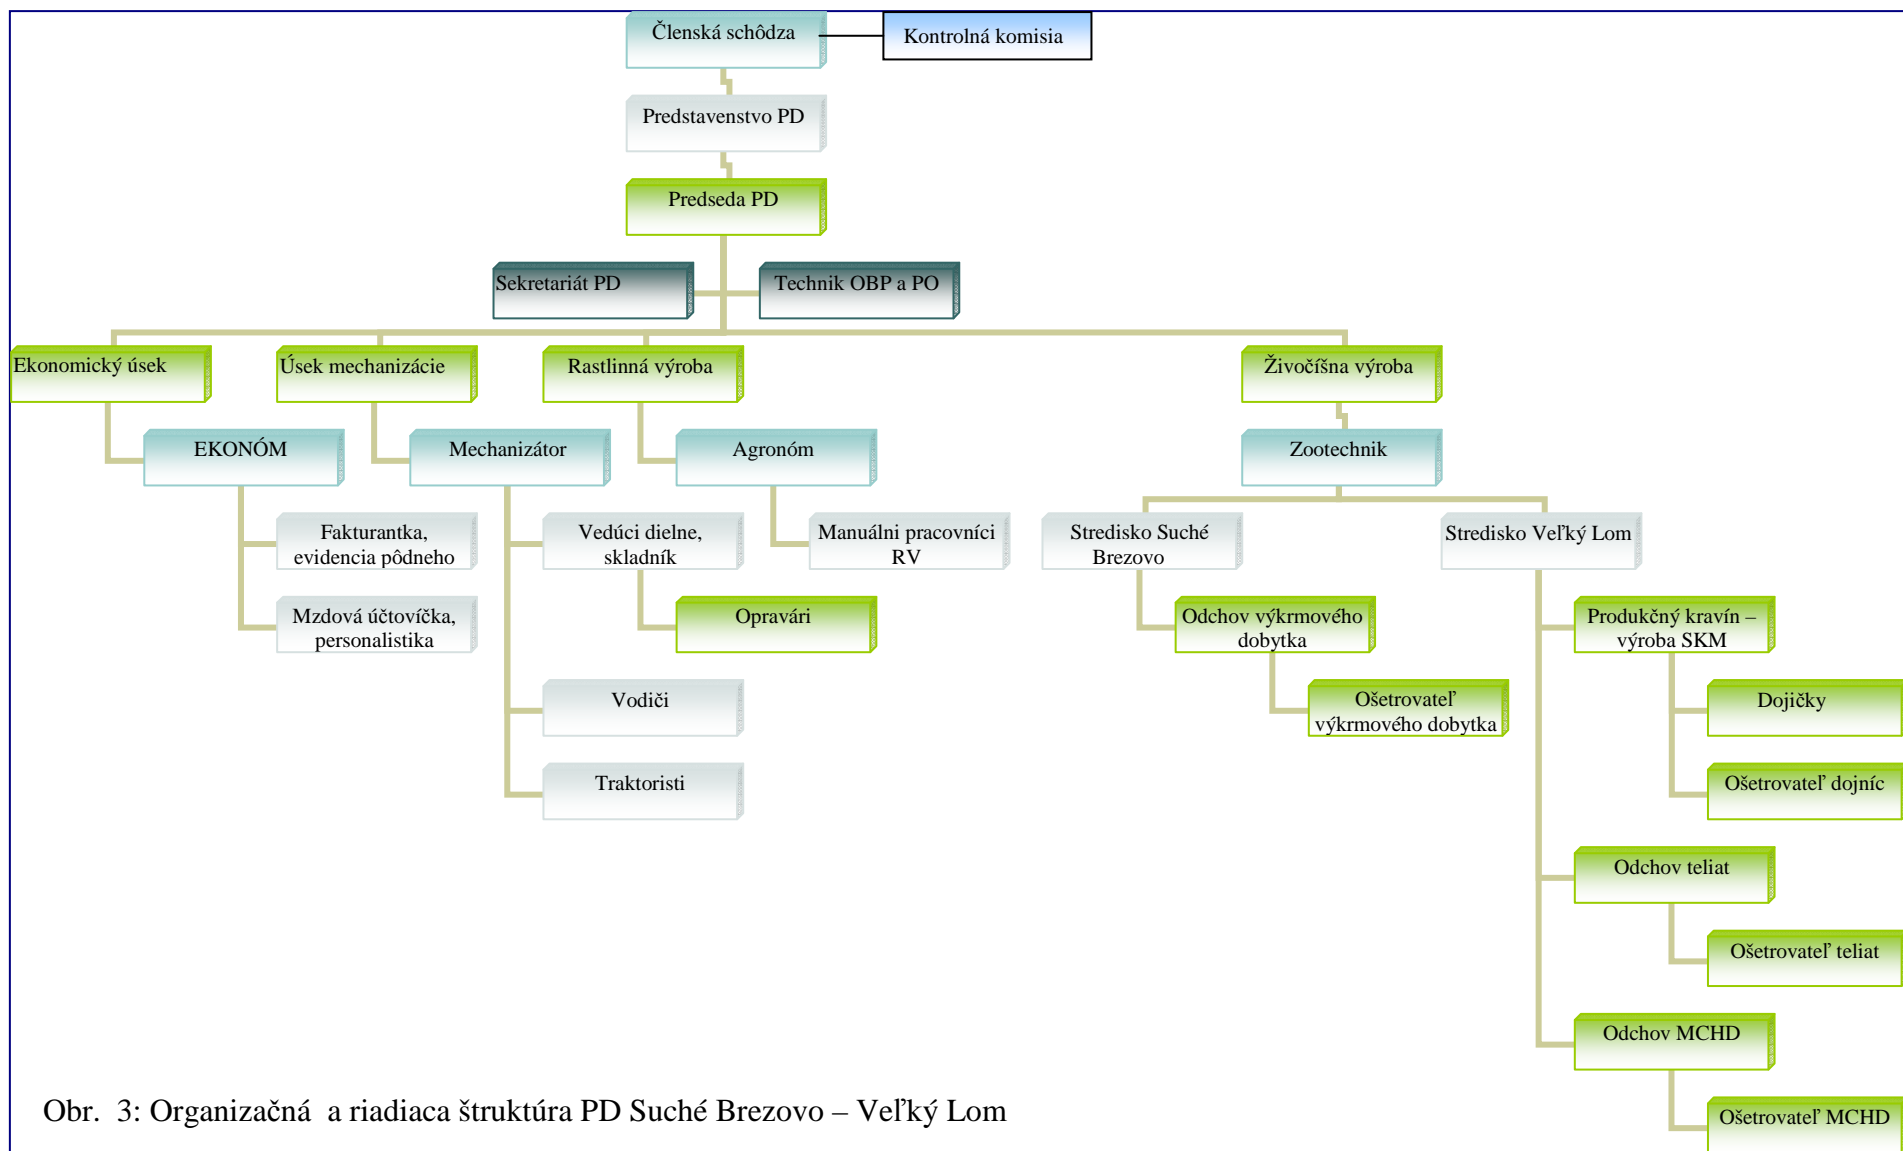 Členská schôdza
Kontrolná komisia
Predstavenstvo PD
Predseda PD
Sekretariát PD
Technik OBP a PO
Ekonomický úsek
Úsek mechanizácie
Rastlinná výroba
Živočíšna výroba
EKONÓM
Mechanizátor
Agronóm
Zootechnik
Fakturantka,
evidencia pôdneho
Vedúci dielne,
skladník
Manuálni pracovníci
RV
Stredisko Suché
Brezovo
Stredisko Veľký Lom
Mzdová účtovíčka,
personalistika
Opravári
Odchov výkrmového
dobytka
Produkčný kravín –
výroba SKM
Vodiči
Ošetrovateľ
výkrmového dobytka
Dojičky
Traktoristi
Ošetrovateľ dojníc
Odchov teliat
Ošetrovateľ teliat
Odchov MCHD
Ošetrovateľ MCHD
Obr.  3: Organizačná  a riadiaca štruktúra PD Suché Brezovo – Veľký Lom